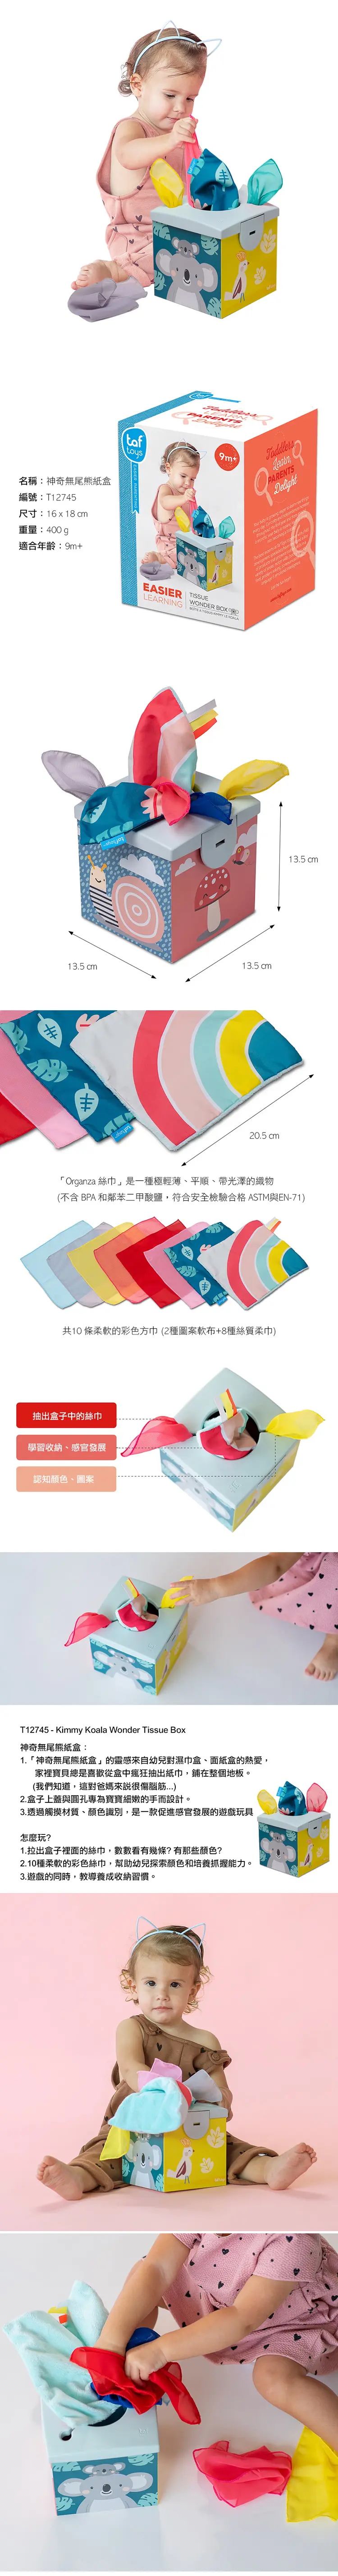 taf
toys
Toddlers
Learn,
PARENTS
Delight
9m+
Toddlers
Learn,
PARENTS
Delight
EASIER
LEARNING
TISSUE
WONDER BOX
名稱：神奇無尾熊紙盒
編號：T12745
尺寸：16 x 18 cm
重量：400 g
適合年齡：9m+
13.5 cm
13.5 cm
13.5 cm
20.5 cm
「Organza 絲巾」是一種極輕薄、平順、帶光澤的織物
(不含 BPA 和鄰苯二甲酸鹽，符合安全檢驗合格 ASTM與EN-71)
共10 條柔軟的彩色方巾 (2種圖案軟布+8種絲質柔巾)
抽出盒子中的絲巾
學習收納、感官發展
認知顏色、圖案
T12745 - Kimmy Koala Wonder Tissue Box
神奇無尾熊紙盒：
1.「神奇無尾熊紙盒」的靈感來自幼兒對濕巾盒、面紙盒的熱愛，
家裡寶貝總是喜歡從盒中瘋狂抽出紙巾，鋪在整個地板。
(我們知道，這對爸媽來説很傷腦筋...)
2.盒子上蓋與圓孔專為寶寶細嫩的手而設計。
3.透過觸摸材質、顏色識別，是一款促進感官發展的遊戲玩具
怎麼玩?
1.拉出盒子裡面的絲巾，數數看有幾條? 有那些顏色?
2.10種柔軟的彩色絲巾，幫助幼兒探索顏色和培養抓握能力。
3.遊戲的同時，教導養成收納習慣。